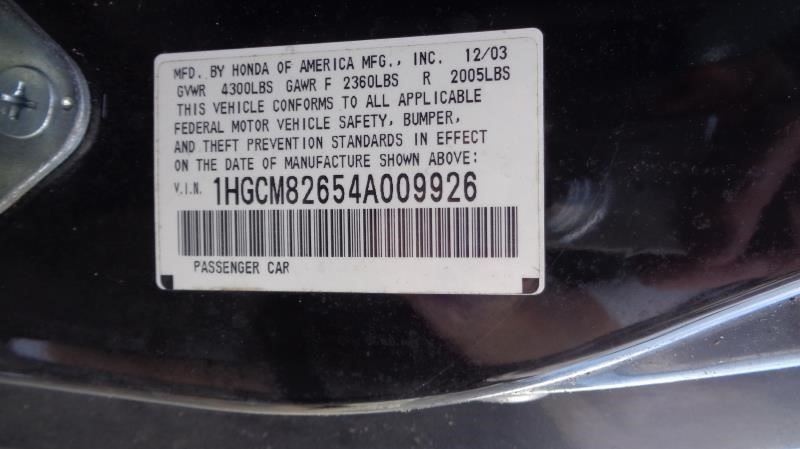 MFD. BY HONDA OF AMERICA MFG., INC. 12/03
GVWR 4300LBS GAWR F 2360LBS R 2005LBS
THIS VEHICLE CONFORMS TO ALL APPLICABLE
FEDERAL MOTOR VEHICLE SAFETY, BUMPER,
AND THEFT PREVENTION STANDARDS IN EFFECT
ON THE DATE OF MANUFACTURE SHOWN ABOVE:
V.I.N. 1HGCM82654A009926
PASSENGER CAR